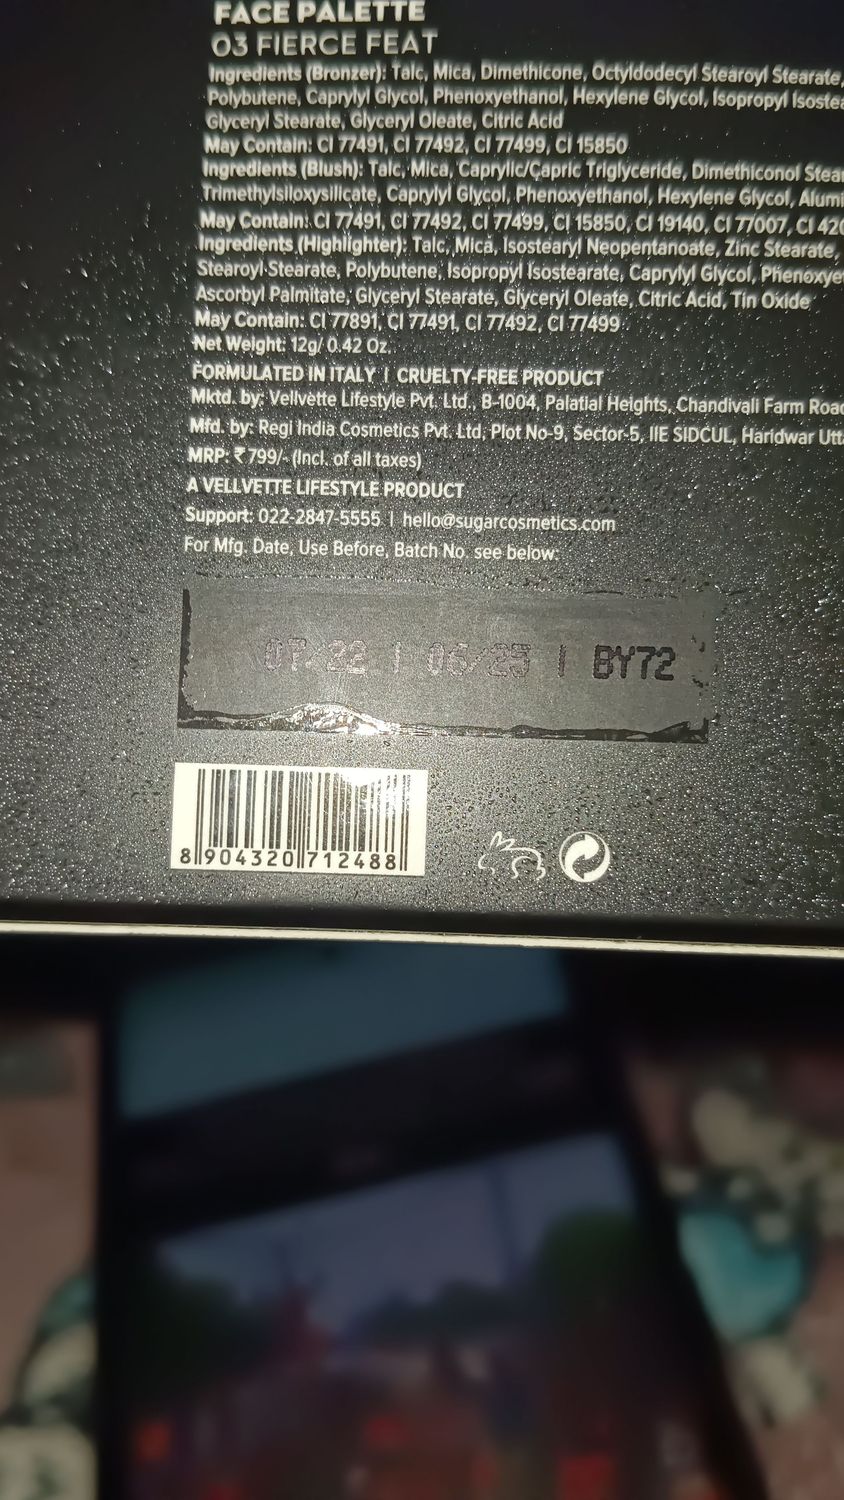 FACE PALETTE
03 FIERCE FEAT
Ingredients (Bronzer): Talc, Mica, Dimethicone, Octyldodecyl Stearoyl Stearate,
Polybutene, Caprylyl Glycol, Phenoxyethanol, Hexylene Glycol, Isopropyl Isostea
Glyceryl Stearate, Glyceryl Oleate, Citric Acid
May Contain: CI 77491, CI 77492, CI 77499, CI 15850
Ingredients (Blush): Talc, Mica, Caprylic/Capric Triglyceride, Dimethiconol Stear
Trimethylsiloxysilicate, Caprylyl Glycol, Phenoxyethanol, Hexylene Glycol, Alumi
May Contain: CI 77491, CI 77492, CI 77499, CI 15850, CI 19140, CI 77007, CI 420
Ingredients (Highlighter): Talc, Mica, Isostearyl Neopentanoate, Zinc Stearate,
Stearoyl Stearate, Polybutene, Isopropyl Isostearate, Caprylyl Glycol, Phenoxye
Ascorbyl Palmitate, Glyceryl Stearate, Glyceryl Oleate, Citric Acid, Tin Oxide
May Contain: CI 77891, CI 77491, CI 77492, CI 77499
Net Weight: 12g/ 0.42 Oz.
FORMULATED IN ITALY | CRUELTY-FREE PRODUCT
Mktd. by: Vellvette Lifestyle Pvt. Ltd., B-1004, Palatial Heights, Chandivali Farm Road
Mfd. by: Regi India Cosmetics Pvt. Ltd, Plot No-9, Sector-5, IIE SIDCUL, Haridwar Utt
MRP: ₹ 799/- (Incl. of all taxes)
A VELLVETTE LIFESTYLE PRODUCT
Support: 022-2847-5555 | hello@sugarcosmetics.com
For Mfg. Date, Use Before, Batch No. see below:
07/22 | 06/25 | BY72
8 904320 712488